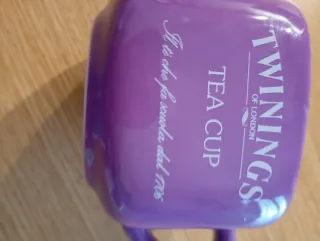 TWININGS
OF LONDON
TEA CUP
Il tè che fa scuola dal 1706